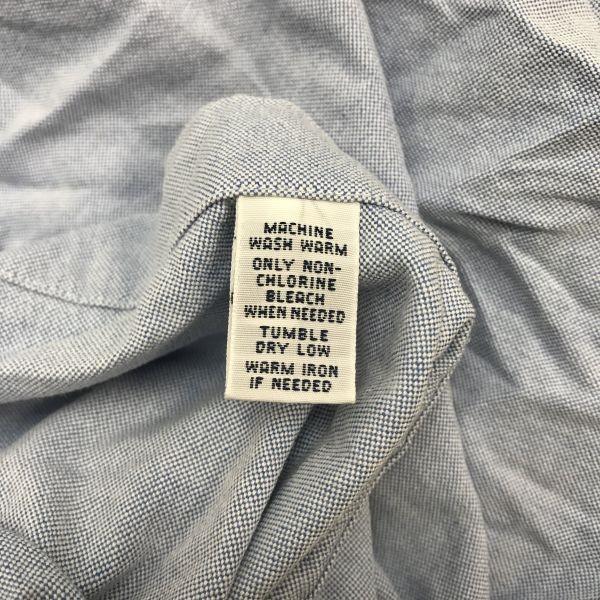 MACHINE
WASH WARM
ONLY NON-
CHLORINE
BLEACH
WHEN NEEDED
TUMBLE
DRY LOW
WARM IRON
IF NEEDED